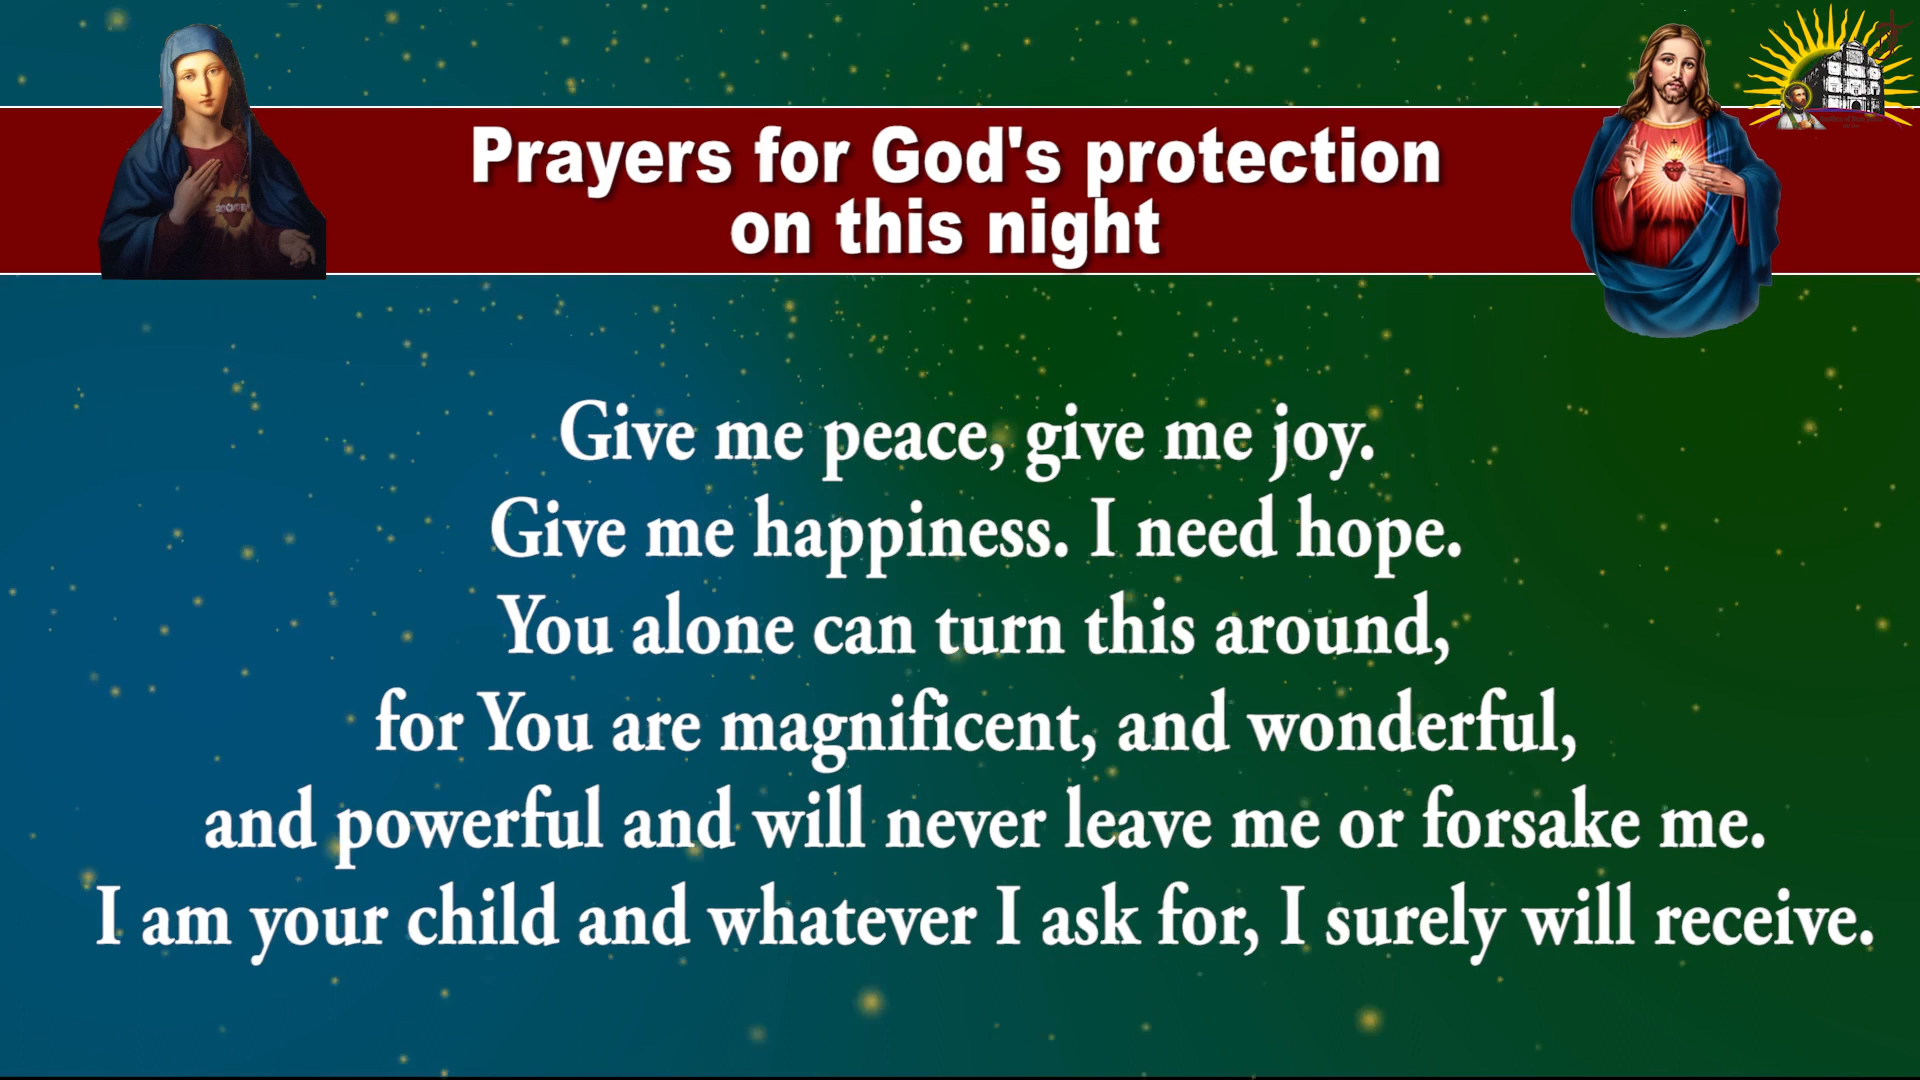 Prayers for God's protection
on this night
Give me peace, give me joy.
Give me happiness. I need hope.
You alone can turn this around,
for You are magnificent, and wonderful,
and powerful and will never leave me or forsake me.
I am your child and whatever I ask for, I surely will receive.